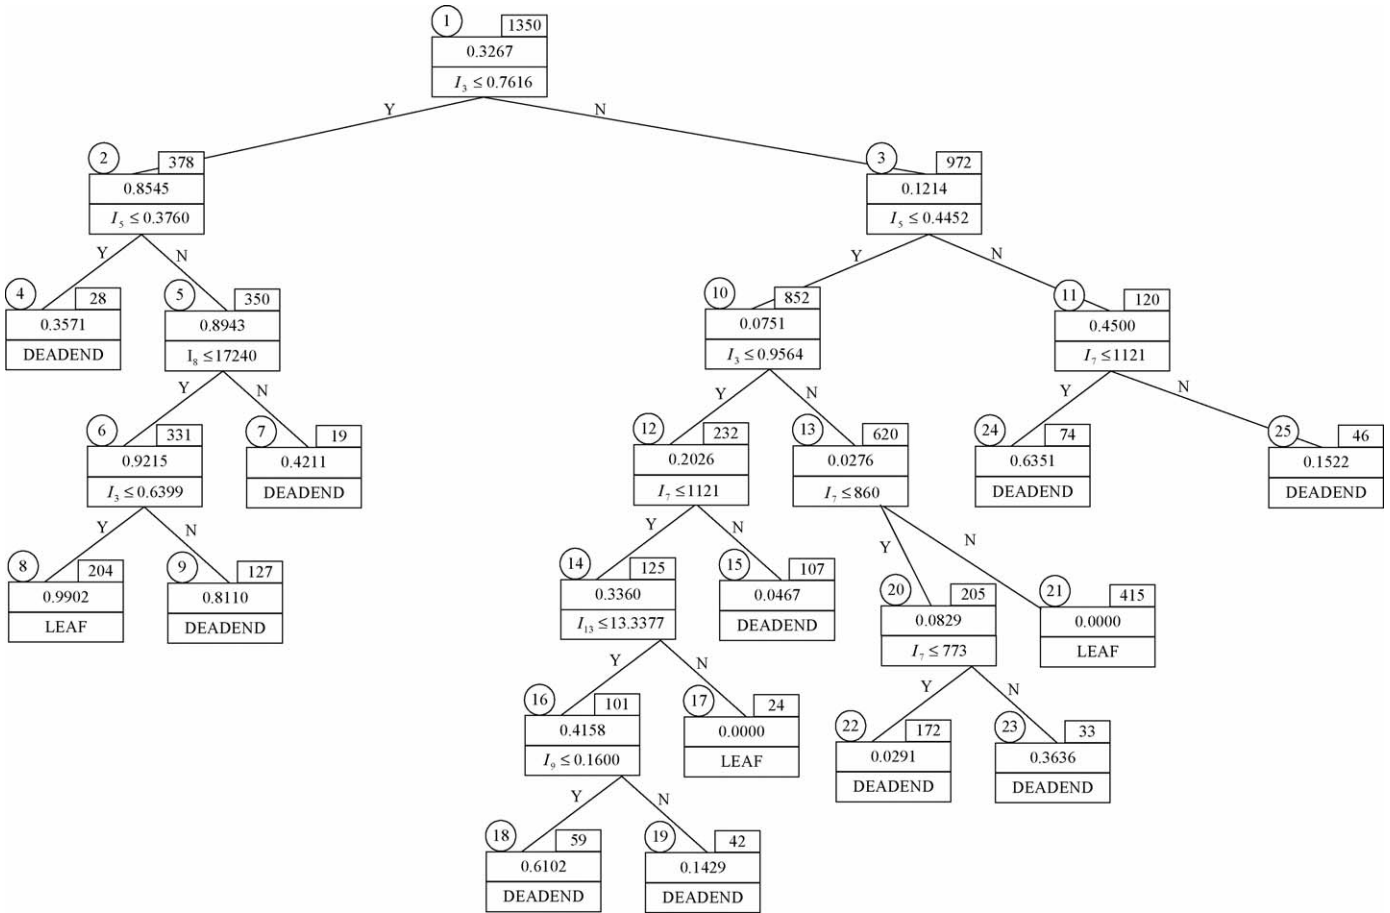 1 1350
0.3267
I₃ ≤ 0.7616
Y N
2 378
0.8545
I₅ ≤ 0.3760
3 972
0.1214
I₅ ≤ 0.4452
Y N
Y N
4 28
0.3571
DEADEND
5 350
0.8943
I₈ ≤ 17240
10 852
0.0751
I₃ ≤ 0.9564
11 120
0.4500
I₇ ≤ 1121
Y N
Y N
Y N
6 331
0.9215
I₃ ≤ 0.6399
7 19
0.4211
DEADEND
12 232
0.2026
I₇ ≤ 1121
13 620
0.0276
I₇ ≤ 860
24 74
0.6351
DEADEND
25 46
0.1522
DEADEND
Y N
Y N
Y N
8 204
0.9902
LEAF
9 127
0.8110
DEADEND
14 125
0.3360
I₁₃ ≤ 13.3377
15 107
0.0467
DEADEND
20 205
0.0829
I₇ ≤ 773
21 415
0.0000
LEAF
Y N
Y N
16 101
0.4158
I₉ ≤ 0.1600
17 24
0.0000
LEAF
22 172
0.0291
DEADEND
23 33
0.3636
DEADEND
Y N
18 59
0.6102
DEADEND
19 42
0.1429
DEADEND